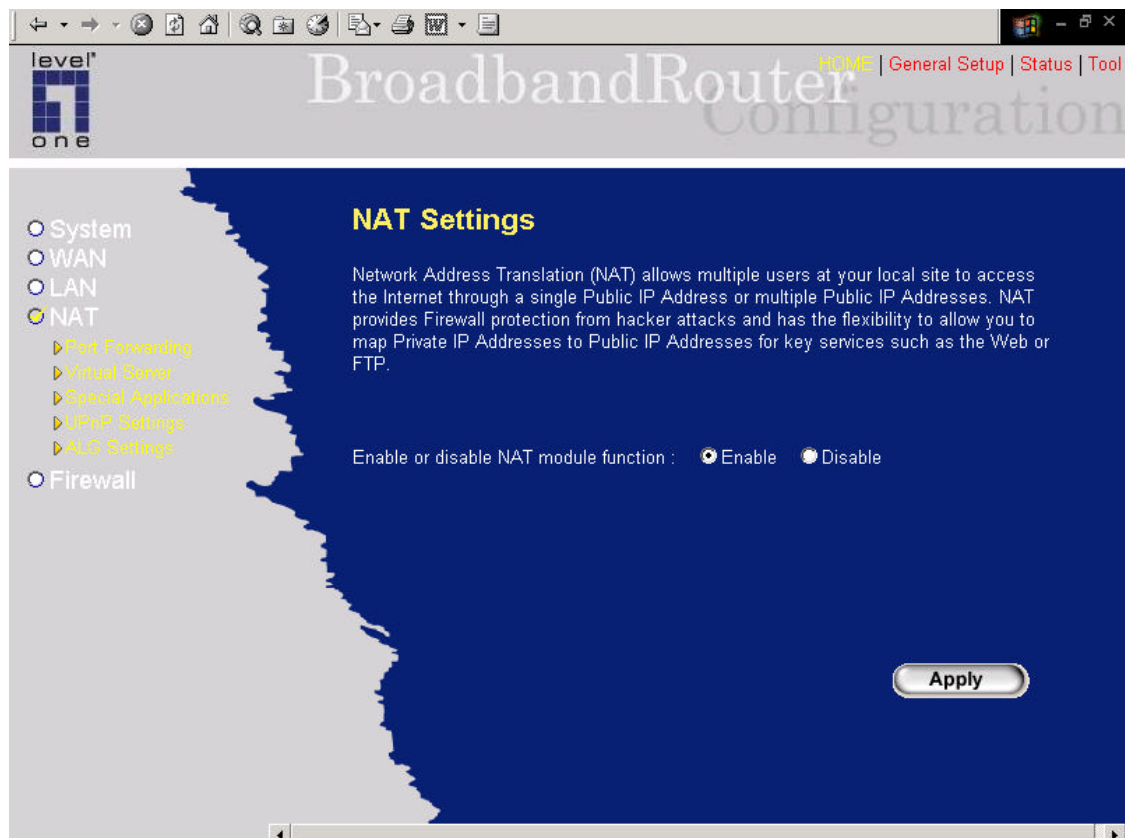 level
one
BroadbandRouter
Configuration
HOME | General Setup | Status | Tool
System
WAN
LAN
NAT
Port Forwarding
Virtual Server
Special Applications
UPnP Settings
ALG Settings
Firewall
NAT Settings
Network Address Translation (NAT) allows multiple users at your local site to access
the Internet through a single Public IP Address or multiple Public IP Addresses. NAT
provides Firewall protection from hacker attacks and has the flexibility to allow you to
map Private IP Addresses to Public IP Addresses for key services such as the Web or
FTP.
Enable or disable NAT module function : Enable Disable
Apply